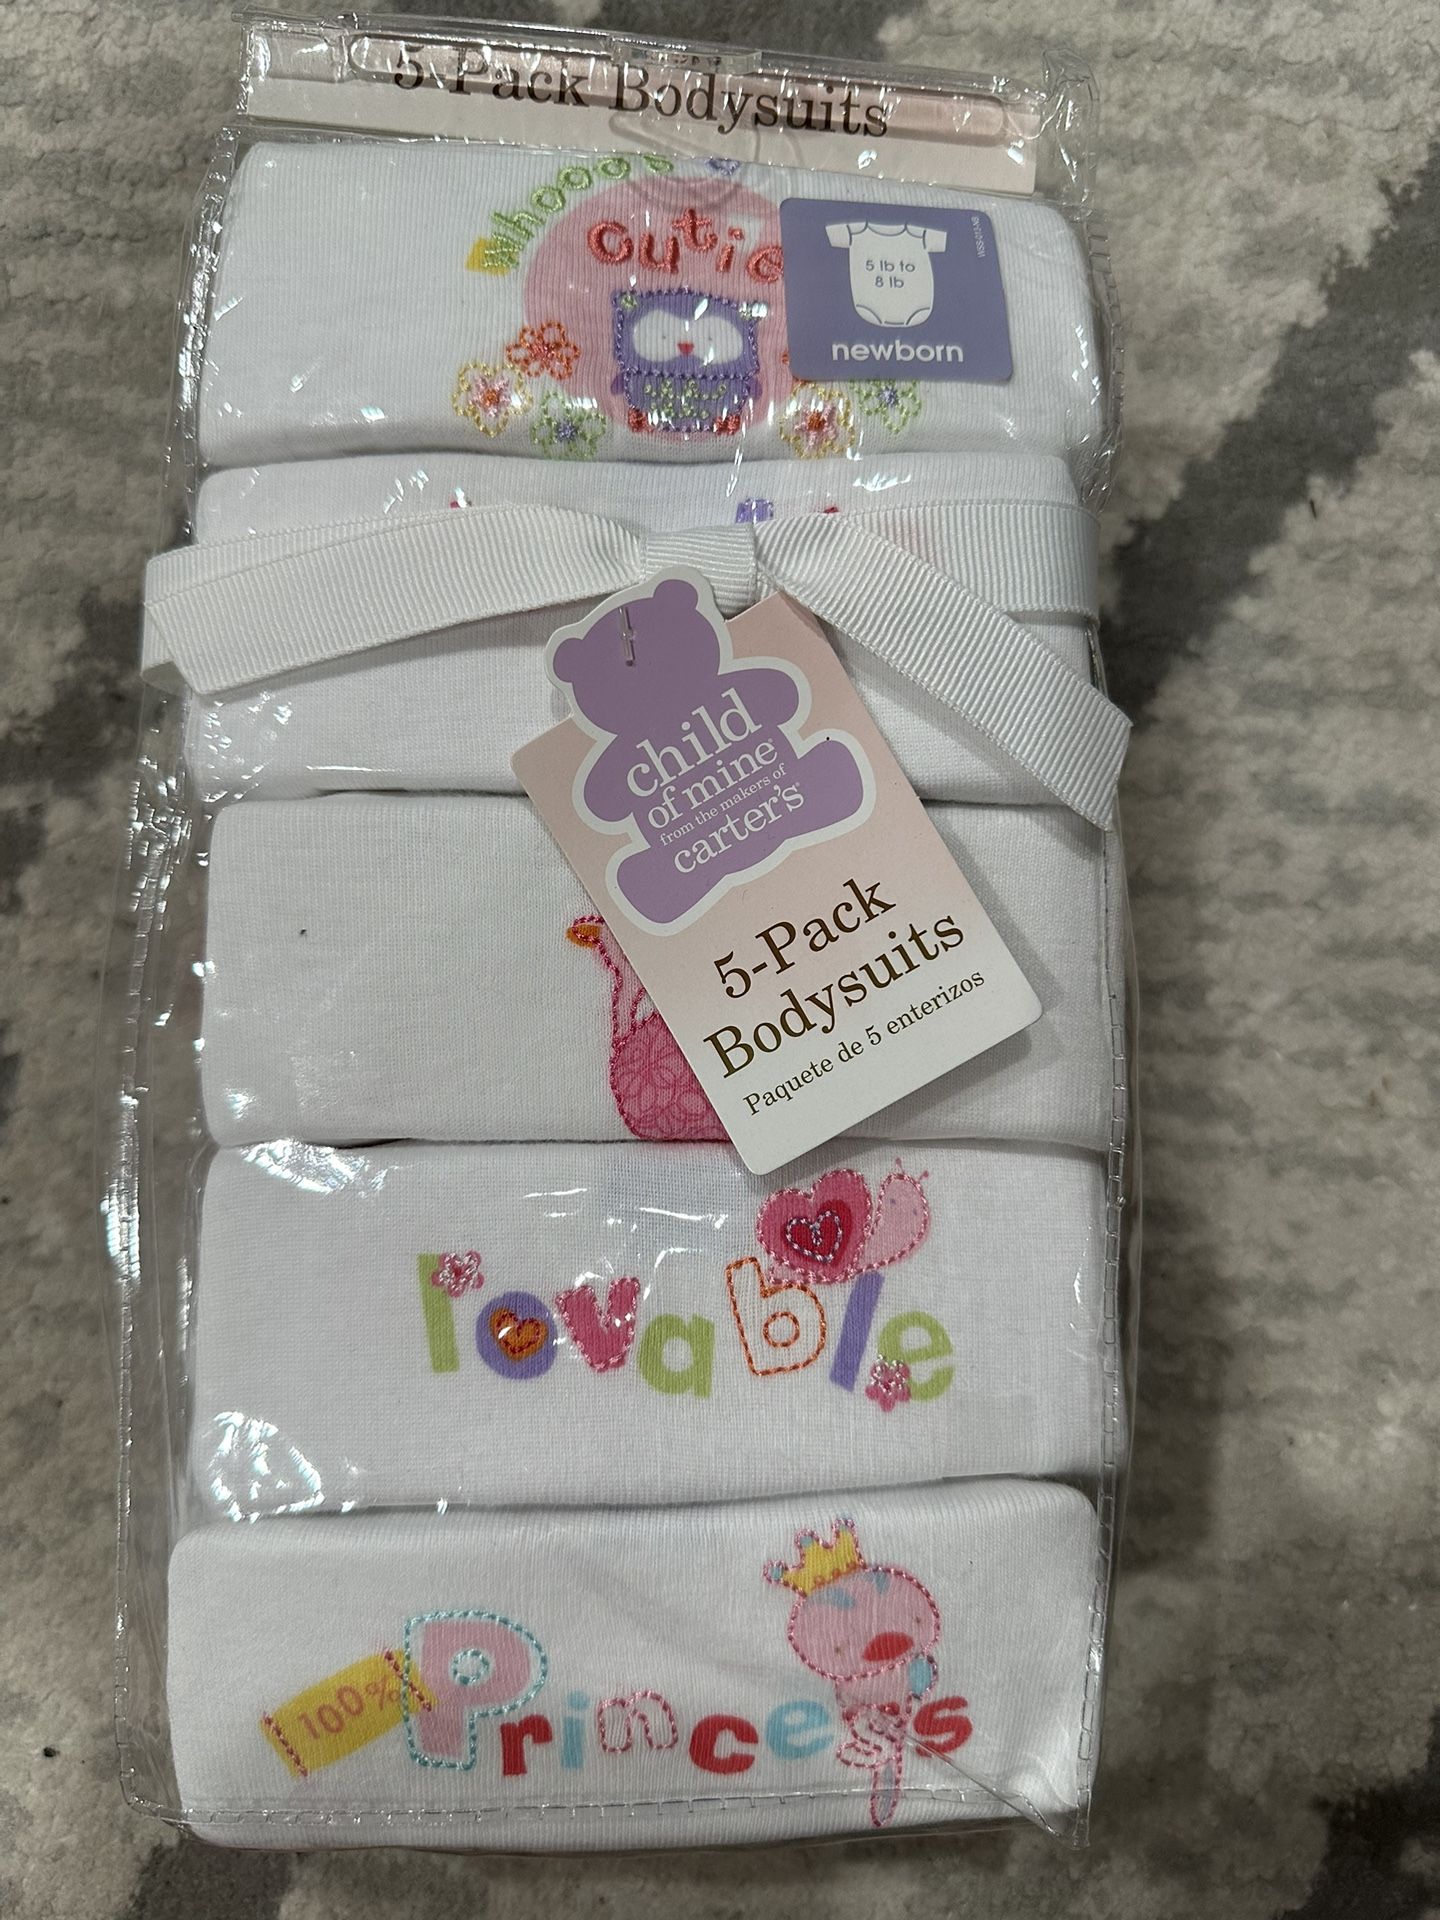 5-Pack Bodysuits
Whooo's
cutie
5 lb to
8 lb
newborn
child
of mine®
from the makers of
carter's®
5-Pack
Bodysuits
Paquete de 5 enterizos
lovable
100%
Princess